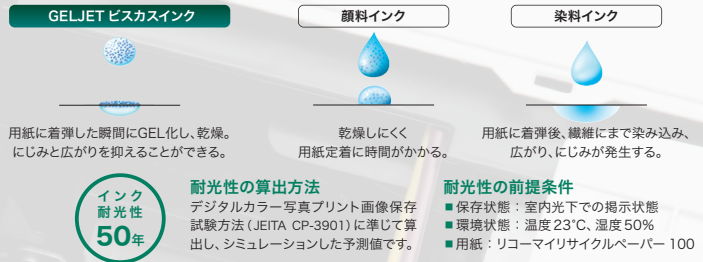 GELJET ビスカスインク
顔料インク
染料インク
用紙に着弾した瞬間にGEL化し、乾燥。
にじみと広がりを抑えることができる。
乾燥しにくく
用紙定着に時間がかかる。
用紙に着弾後、繊維にまで染み込み、
広がり、にじみが発生する。
インク
耐光性
50年
耐光性の算出方法
デジタルカラー写真プリント画像保存
試験方法（JEITA CP-3901）に準じて算
出し、シミュレーションした予測値です。
耐光性の前提条件
■保存状態：室内光下での掲示状態
■環境状態：温度23℃、湿度50%
■用紙：リコーマイリサイクルペーパー100